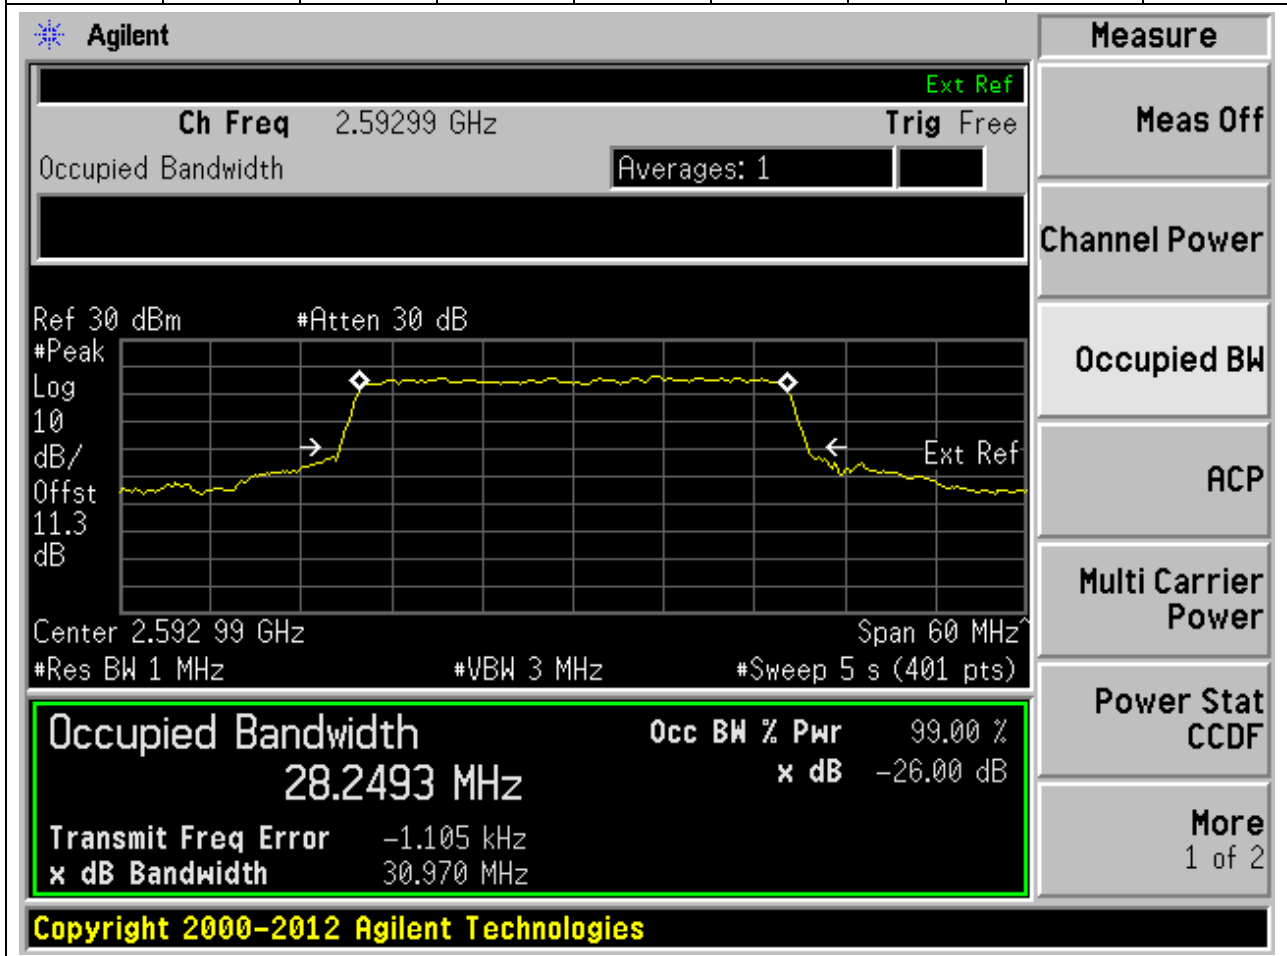 Agilent
Measure
Ext Ref
Ch Freq 2.59299 GHz Trig Free
Meas Off
Occupied Bandwidth Averages: 1
Channel Power
Ref 30 dBm #Atten 30 dB
#Peak
Log
10
dB/
Offst
11.3
dB
Ext Ref
Occupied BW
ACP
Center 2.592 99 GHz Span 60 MHz^
#Res BW 1 MHz #VBW 3 MHz #Sweep 5 s (401 pts)
Multi Carrier
Power
Occupied Bandwidth Occ BW % Pwr 99.00 %
28.2493 MHz x dB -26.00 dB
Transmit Freq Error -1.105 kHz
x dB Bandwidth 30.970 MHz
Power Stat
CCDF
More
1 of 2
Copyright 2000-2012 Agilent Technologies